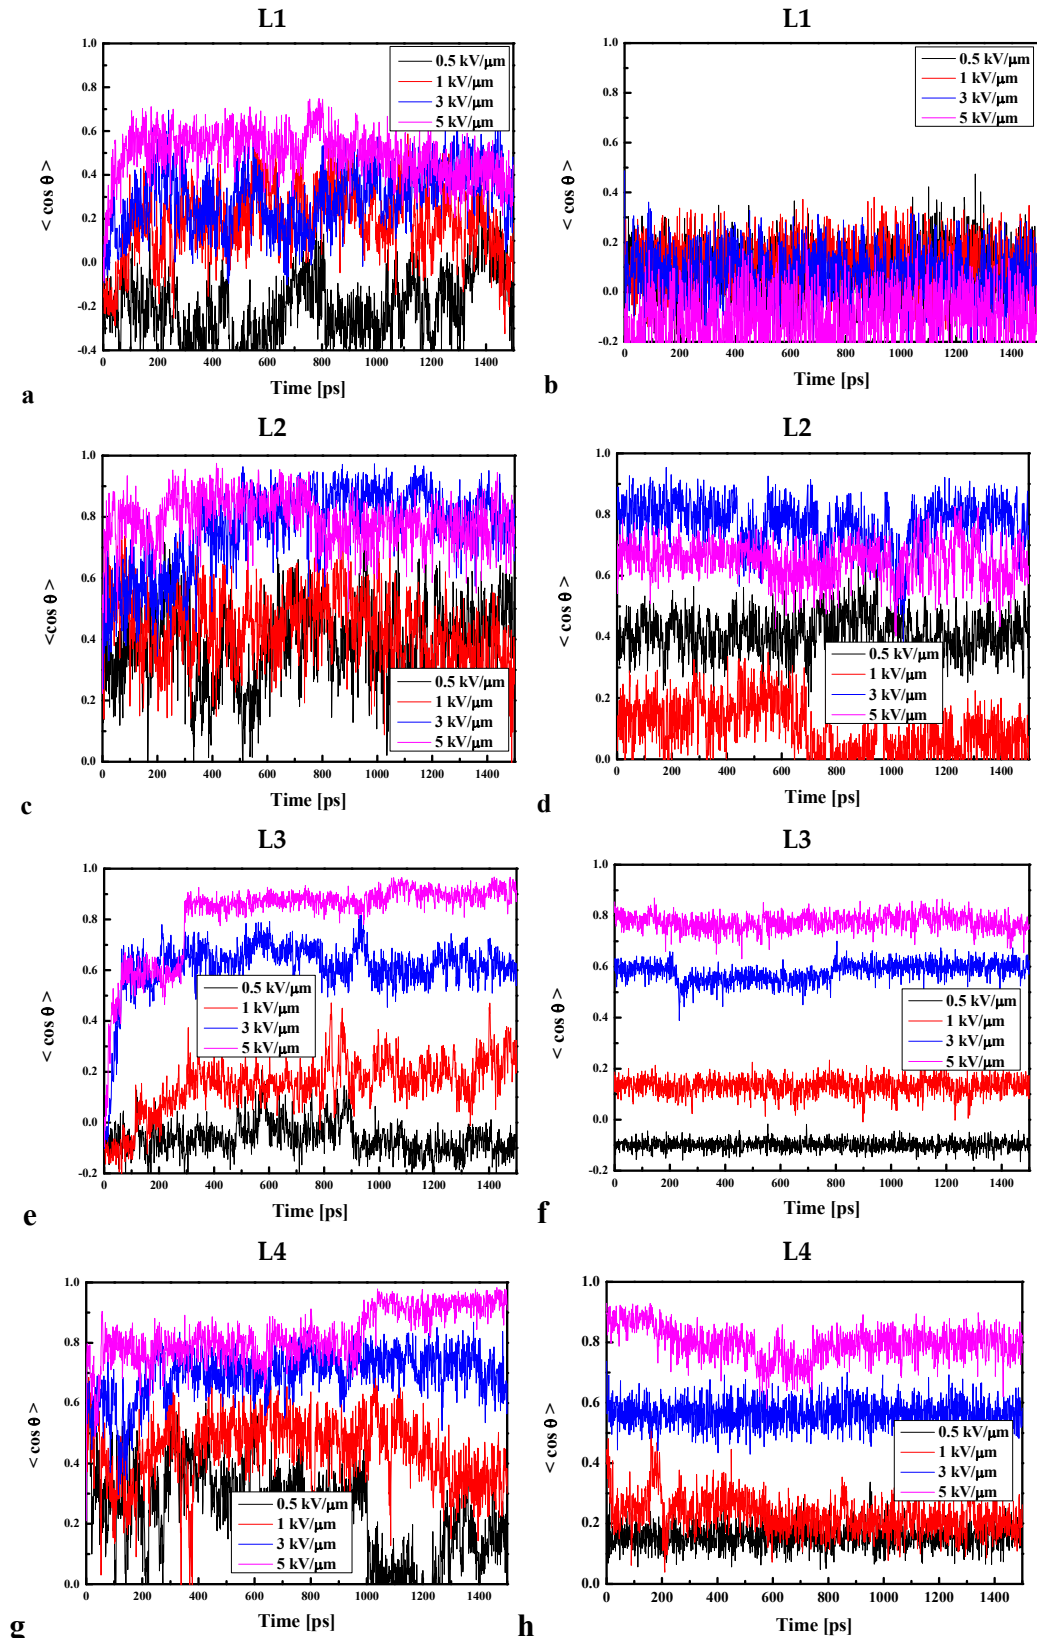 L1
1.0
0.8
0.6
0.4
0.2
0.0
-0.2
-0.4
< cos θ >
0.5 kV/μm
1 kV/μm
3 kV/μm
5 kV/μm
0 200 400 600 800 1000 1200 1400
Time [ps]
a
L1
1.0
0.8
0.6
0.4
0.2
0.0
-0.2
< cos θ >
0.5 kV/μm
1 kV/μm
3 kV/μm
5 kV/μm
0 200 400 600 800 1000 1200 1400
Time [ps]
b
L2
1.0
0.8
0.6
0.4
0.2
0.0
<cos θ >
0.5 kV/μm
1 kV/μm
3 kV/μm
5 kV/μm
0 200 400 600 800 1000 1200 1400
Time [ps]
c
L2
1.0
0.8
0.6
0.4
0.2
0.0
< cos θ >
0.5 kV/μm
1 kV/μm
3 kV/μm
5 kV/μm
0 200 400 600 800 1000 1200 1400
Time [ps]
d
L3
1.0
0.8
0.6
0.4
0.2
0.0
-0.2
< cos θ >
0.5 kV/μm
1 kV/μm
3 kV/μm
5 kV/μm
0 200 400 600 800 1000 1200 1400
Time [ps]
e
L3
1.0
0.8
0.6
0.4
0.2
0.0
-0.2
< cos θ >
0.5 kV/μm
1 kV/μm
3 kV/μm
5 kV/μm
0 200 400 600 800 1000 1200 1400
Time [ps]
f
L4
1.0
0.8
0.6
0.4
0.2
0.0
< cos θ >
0.5 kV/μm
1 kV/μm
3 kV/μm
5 kV/μm
0 200 400 600 800 1000 1200 1400
Time [ps]
g
L4
1.0
0.8
0.6
0.4
0.2
0.0
< cos θ >
0.5 kV/μm
1 kV/μm
3 kV/μm
5 kV/μm
0 200 400 600 800 1000 1200 1400
Time [ps]
h